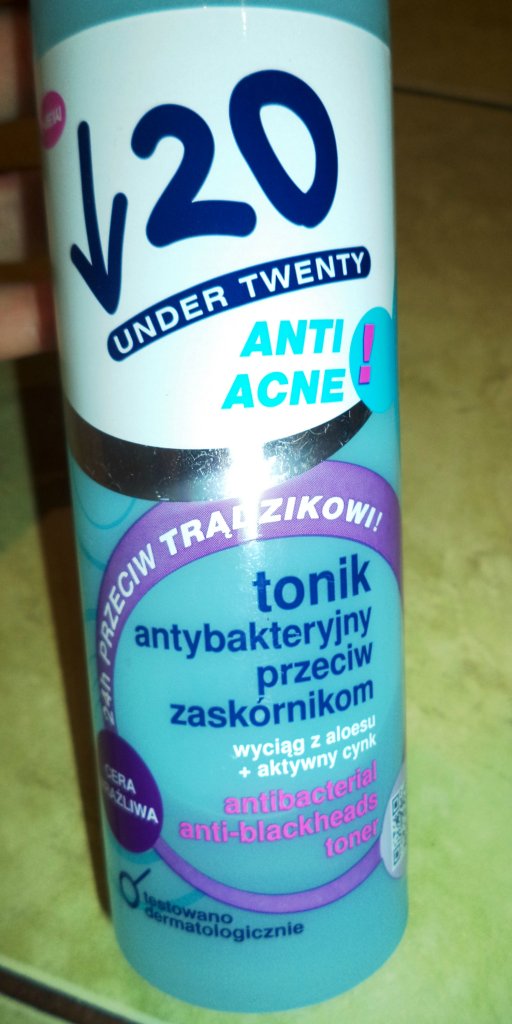 NEW
20
UNDER TWENTY
ANTI
ACNE!
24h PRZECIW TRĄDZIKOWI!
tonik
antybakteryjny
przeciw
zaskórnikom
wyciąg z aloesu
+ aktywny cynk
antibacterial
anti-blackheads
toner
CERA
testowano
dermatologicznie